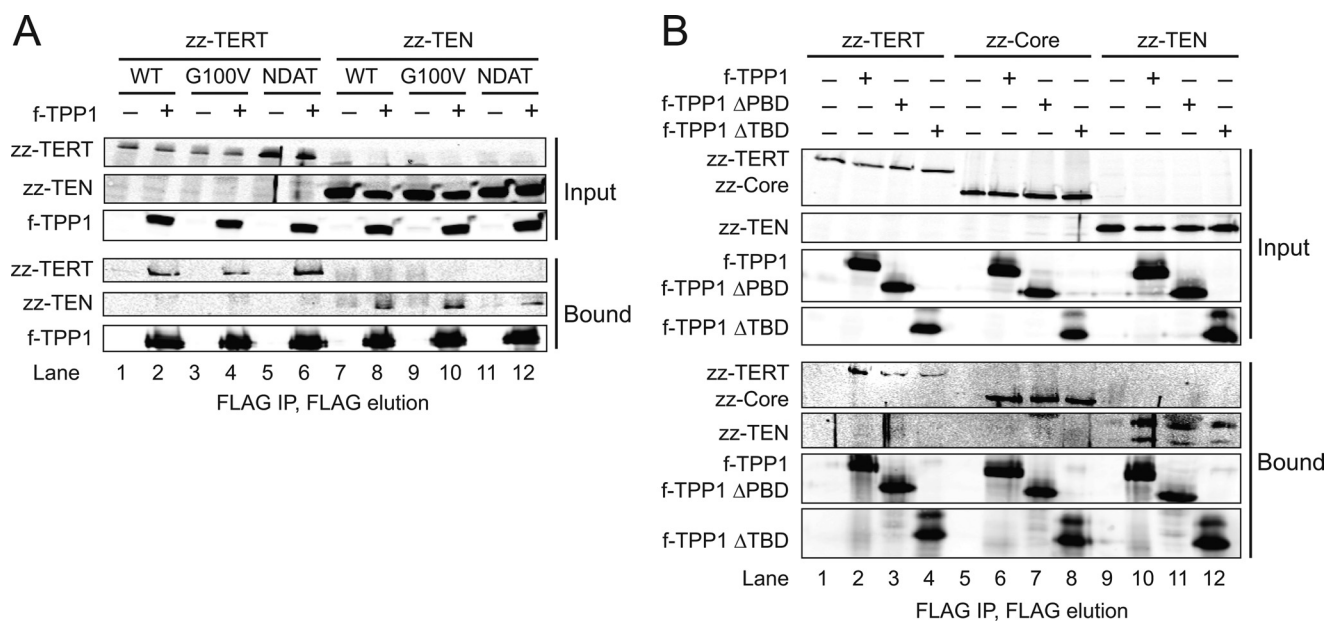 A
zz-TERT zz-TEN
WT G100V NDAT WT G100V NDAT
f-TPP1 – + – + – + – + – + – +
zz-TERT
zz-TEN
f-TPP1
Input
zz-TERT
zz-TEN
f-TPP1
Bound
Lane 1 2 3 4 5 6 7 8 9 10 11 12
FLAG IP, FLAG elution
B
zz-TERT zz-Core zz-TEN
f-TPP1 – + – – – + – – – + – –
f-TPP1 ΔPBD – – + – – – + – – – + –
f-TPP1 ΔTBD – – – + – – – + – – – +
zz-TERT
zz-Core
zz-TEN
f-TPP1
f-TPP1 ΔPBD
f-TPP1 ΔTBD
Input
zz-TERT
zz-Core
zz-TEN
f-TPP1
f-TPP1 ΔPBD
f-TPP1 ΔTBD
Bound
Lane 1 2 3 4 5 6 7 8 9 10 11 12
FLAG IP, FLAG elution